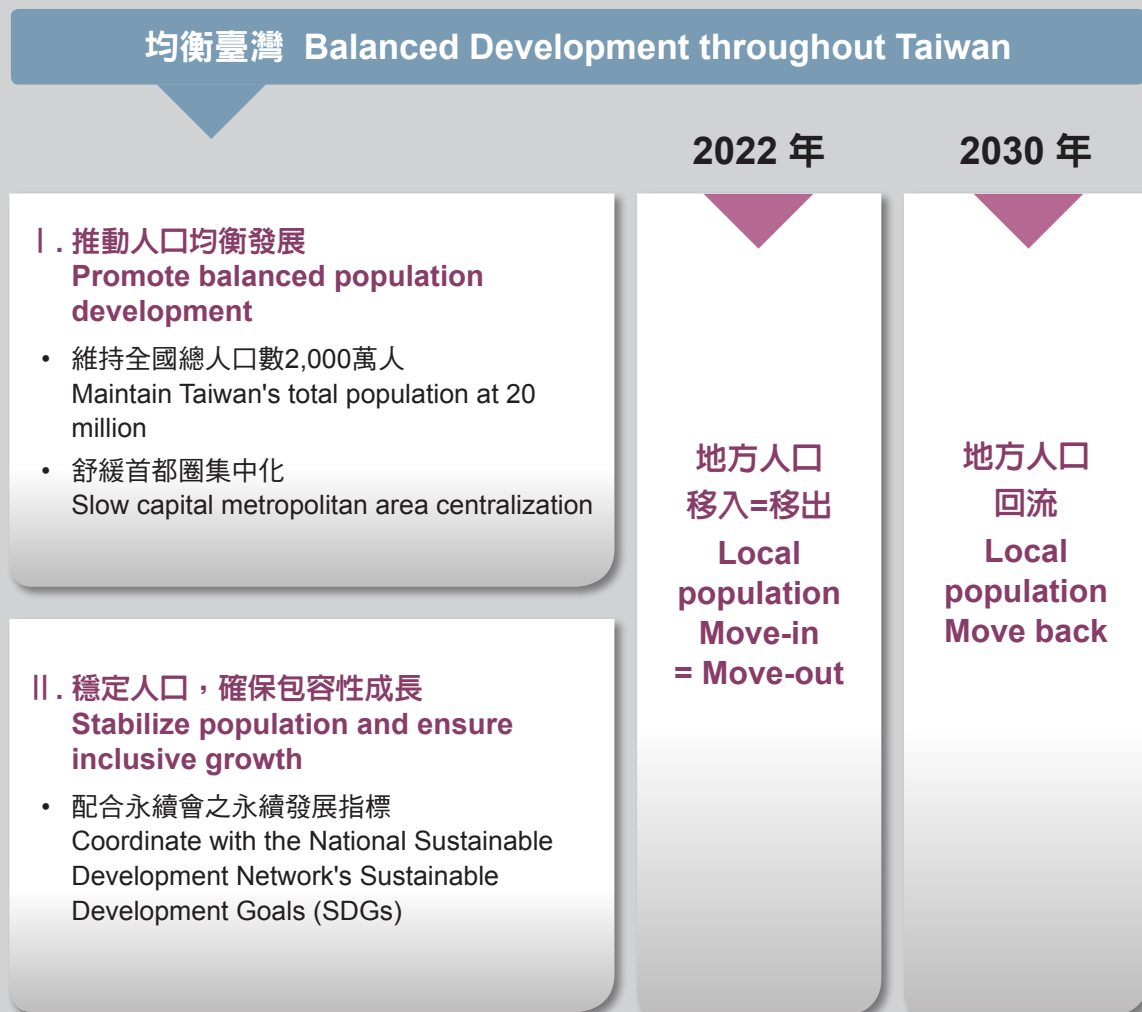 均衡臺灣 Balanced Development throughout Taiwan
2022 年
2030 年
I . 推動人口均衡發展
Promote balanced population
development
• 維持全國總人口數2,000萬人
Maintain Taiwan's total population at 20
million
• 舒緩首都圈集中化
Slow capital metropolitan area centralization
II . 穩定人口，確保包容性成長
Stabilize population and ensure
inclusive growth
• 配合永續會之永續發展指標
Coordinate with the National Sustainable
Development Network's Sustainable
Development Goals (SDGs)
地方人口
移入=移出
Local
population
Move-in
= Move-out
地方人口
回流
Local
population
Move back